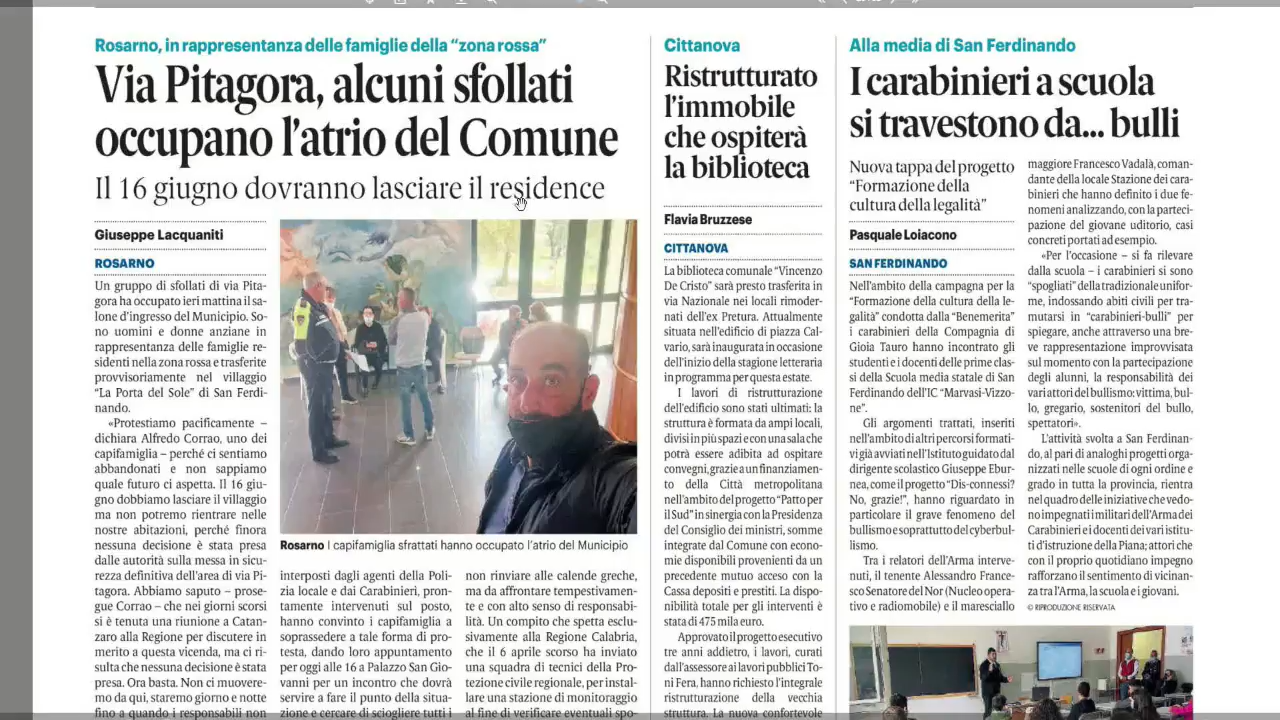 Rosarno, in rappresentanza delle famiglie della “zona rossa”
Via Pitagora, alcuni sfollati
occupano l’atrio del Comune
Il 16 giugno dovranno lasciare il residence
Giuseppe Lacquaniti
ROSARNO
Un gruppo di sfollati di via Pita-
gora ha occupato ieri mattina il sa-
lone d’ingresso del Municipio. So-
no uomini e donne anziane in
rappresentanza delle famiglie re-
sidenti nella zona rossa e trasferite
provvisoriamente nel villaggio
“La Porta del Sole” di San Ferdi-
nando.
«Protestiamo pacificamente –
dichiara Alfredo Corrao, uno dei
capifamiglia – perché ci sentiamo
abbandonati e non sappiamo
quale futuro ci aspetta. Il 16 giu-
gno dobbiamo lasciare il villaggio
ma non potremo rientrare nelle
nostre abitazioni, perché finora
nessuna decisione è stata presa
dalle autorità sulla messa in sicu-
rezza definitiva dell’area di via Pi-
tagora. Abbiamo saputo – prose-
gue Corrao – che nei giorni scorsi
si è tenuta una riunione a Catan-
zaro alla Regione per discutere in
merito a questa vicenda, ma ci ri-
sulta che nessuna decisione è stata
presa. Ora basta. Non ci muovere-
mo da qui, staremo giorno e notte
fino a quando i responsabili non
Rosarno I capifamiglia sfrattati hanno occupato l’atrio del Municipio
interposti dagli agenti della Poli-
zia locale e dai Carabinieri, pron-
tamente intervenuti sul posto,
hanno convinto i capifamiglia a
soprassedere a tale forma di pro-
testa, dando loro appuntamento
per oggi alle 16 a Palazzo San Gio-
vanni per un incontro che dovrà
servire a fare il punto della situa-
zione e cercare di sciogliere tutti i
non rinviare alle calende greche,
ma da affrontare tempestivamen-
te e con alto senso di responsabi-
lità. Un compito che spetta esclu-
sivamente alla Regione Calabria,
che il 6 aprile scorso ha inviato
una squadra di tecnici della Pro-
tezione civile regionale, per instal-
lare una stazione di monitoraggio
al fine di verificare eventuali spo-
Cittanova
Ristrutturato
l’immobile
che ospiterà
la biblioteca
Flavia Bruzzese
CITTANOVA
La biblioteca comunale “Vincenzo
De Cristo” sarà presto trasferita in
via Nazionale nei locali rimoder-
nati dell’ex Pretura. Attualmente
situata nell’edificio di piazza Cal-
vario, sarà inaugurata in occasione
dell’inizio della stagione letteraria
in programma per questa estate.
I lavori di ristrutturazione
dell’edificio sono stati ultimati: la
struttura è formata da ampi locali,
divisi in più spazi e con una sala che
potrà essere adibita ad ospitare
convegni, grazie a un finanziamento
della Città metropolitana
nell’ambito del progetto “Patto per
il Sud” in sinergia con la Presidenza
del Consiglio dei ministri, somme
integrate dal Comune con econo-
mie disponibili provenienti da un
precedente mutuo acceso con la
Cassa depositi e prestiti. La dispo-
nibilità totale per gli interventi è
stata di 475 mila euro.
Approvato il progetto esecutivo
tre anni addietro, i lavori, curati
dall’assessore ai lavori pubblici To-
ni Fera, hanno richiesto l’integrale
ristrutturazione della vecchia
struttura. La nuova confortevole
Alla media di San Ferdinando
I carabinieri a scuola
si travestono da... bulli
Nuova tappa del progetto
“Formazione della
cultura della legalità”
Pasquale Loiacono
SAN FERDINANDO
Nell’ambito della campagna per la
“Formazione della cultura della le-
galità” condotta dalla “Benemerita”
i carabinieri della Compagnia di
Gioia Tauro hanno incontrato gli
studenti e i docenti delle prime clas-
si della Scuola media statale di San
Ferdinando dell’IC “Marvasi-Vizzo-
ne”.
Gli argomenti trattati, inseriti
nell’ambito di altri percorsi formati-
vi già avviati nell’Istituto guidato dal
dirigente scolastico Giuseppe Ebur-
nea, come il progetto “Dis-connessi?
No, grazie!”, hanno riguardato in
particolare il grave fenomeno del
bullismo e soprattutto del cyberbul-
lismo.
Tra i relatori dell’Arma interve-
nuti, il tenente Alessandro France-
sco Senatore del Nor (Nucleo opera-
tivo e radiomobile) e il maresciallo
maggiore Francesco Vadalà, coman-
dante della locale Stazione dei cara-
binieri che hanno definito i due fe-
nomeni analizzando, con la parteci-
pazione del giovane uditorio, casi
concreti portati ad esempio.
«Per l’occasione – si fa rilevare
dalla scuola – i carabinieri si sono
“spogliati” della tradizionale unifor-
me, indossando abiti civili per tra-
mutarsi in “carabinieri-bulli” per
spiegare, anche attraverso una bre-
ve rappresentazione improvvisata
sul momento con la partecipazione
degli alunni, la responsabilità dei
vari attori del bullismo: vittima, bul-
lo, gregario, sostenitori del bullo,
spettatori».
L’attività svolta a San Ferdinan-
do, al pari di analoghi progetti orga-
nizzati nelle scuole di ogni ordine e
grado in tutta la provincia, rientra
nel quadro delle iniziative che vedo-
no impegnati i militari dell’Arma dei
Carabinieri e i docenti dei vari istitu-
ti d’istruzione della Piana; attori che
con il proprio quotidiano impegno
rafforzano il sentimento di vicinan-
za tra l’Arma, la scuola e i giovani.
© RIPRODUZIONE RISERVATA